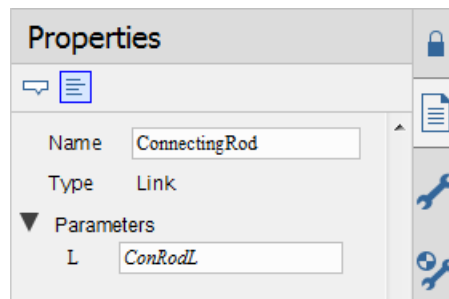 Properties
Name ConnectingRod
Type Link
Parameters
L ConRodL